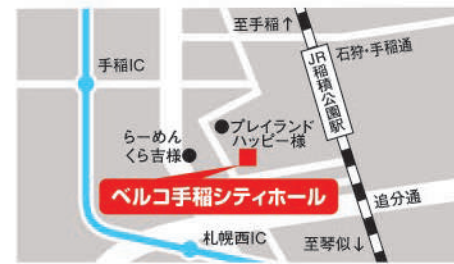 至手稲↑
石狩・手稲通
手稲IC
JR稲積公園駅
プレイランド
ハッピー様
らーめん
くら吉様
ベルコ手稲シティホール
追分通
札幌西IC
至琴似↓